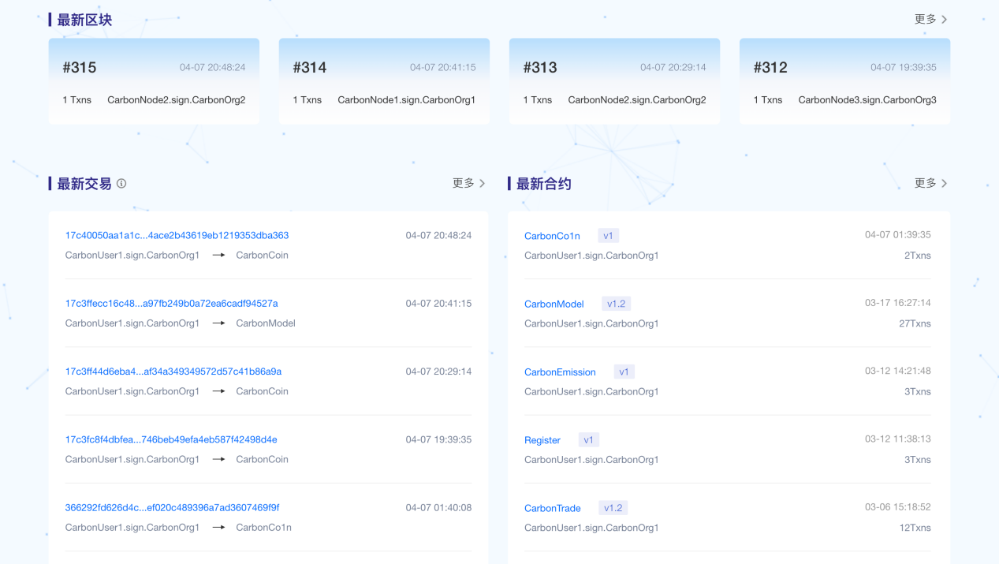 最新区块
更多
#315 04-07 20:48:24
1 Txns CarbonNode2.sign.CarbonOrg2
#314 04-07 20:41:15
1 Txns CarbonNode1.sign.CarbonOrg1
#313 04-07 20:29:14
1 Txns CarbonNode2.sign.CarbonOrg2
#312 04-07 19:39:35
1 Txns CarbonNode3.sign.CarbonOrg3
最新交易
更多
17c40050aa1a1c...4ace2b43619eb1219353dba363 04-07 20:48:24
CarbonUser1.sign.CarbonOrg1 → CarbonCoin
17c3ffecc16c48...a97fb249b0a72ea6cadf94527a 04-07 20:41:15
CarbonUser1.sign.CarbonOrg1 → CarbonModel
17c3ff44d6eba4...af34a349349572d57c41b86a9a 04-07 20:29:14
CarbonUser1.sign.CarbonOrg1 → CarbonCoin
17c3fc8f4dbfea...746beb49efa4eb587f42498d4e 04-07 19:39:35
CarbonUser1.sign.CarbonOrg1 → CarbonCoin
366292fd626d4c...ef020c489396a7ad3607469f9f 04-07 01:40:08
CarbonUser1.sign.CarbonOrg1 → CarbonCo1n
最新合约
更多
CarbonCo1n v1 04-07 01:39:35
CarbonUser1.sign.CarbonOrg1 2Txns
CarbonModel v1.2 03-17 16:27:14
CarbonUser1.sign.CarbonOrg1 27Txns
CarbonEmission v1 03-12 14:21:48
CarbonUser1.sign.CarbonOrg1 3Txns
Register v1 03-12 11:38:13
CarbonUser1.sign.CarbonOrg1 3Txns
CarbonTrade v1.2 03-06 15:18:52
CarbonUser1.sign.CarbonOrg1 12Txns